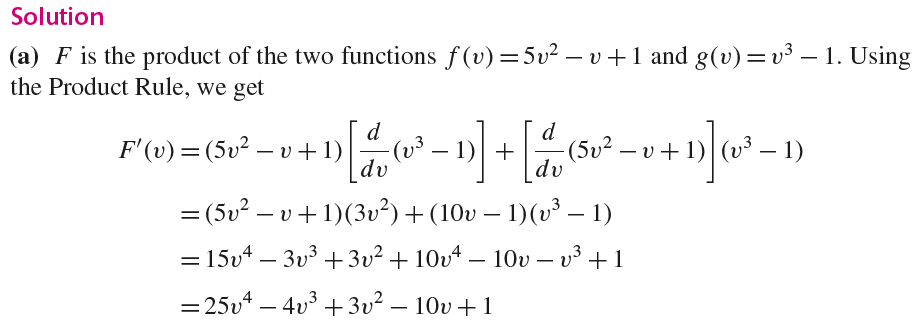 Solution
(a) F is the product of the two functions f(v) = 5v² − v + 1 and g(v) = v³ − 1. Using
the Product Rule, we get
F′(v) = (5v² − v + 1) [d/dv (v³ − 1)] + [d/dv (5v² − v + 1)] (v³ − 1)
= (5v² − v + 1)(3v²) + (10v − 1)(v³ − 1)
= 15v⁴ − 3v³ + 3v² + 10v⁴ − 10v − v³ + 1
= 25v⁴ − 4v³ + 3v² − 10v + 1